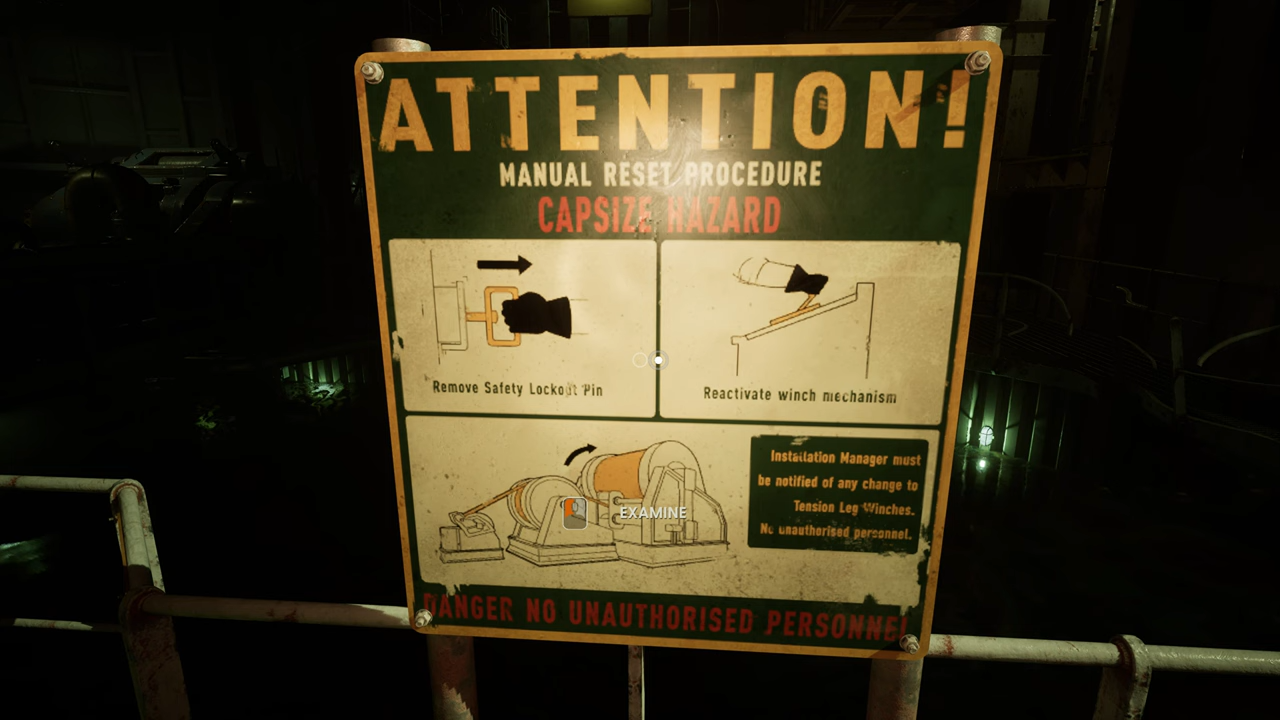 ATTENTION!
MANUAL RESET PROCEDURE
CAPSIZE HAZARD
Remove Safety Lockout Pin
Reactivate winch mechanism
Installation Manager must
be notified of any change to
Tension Leg Winches.
No unauthorised personnel.
EXAMINE
DANGER NO UNAUTHORISED PERSONNEL